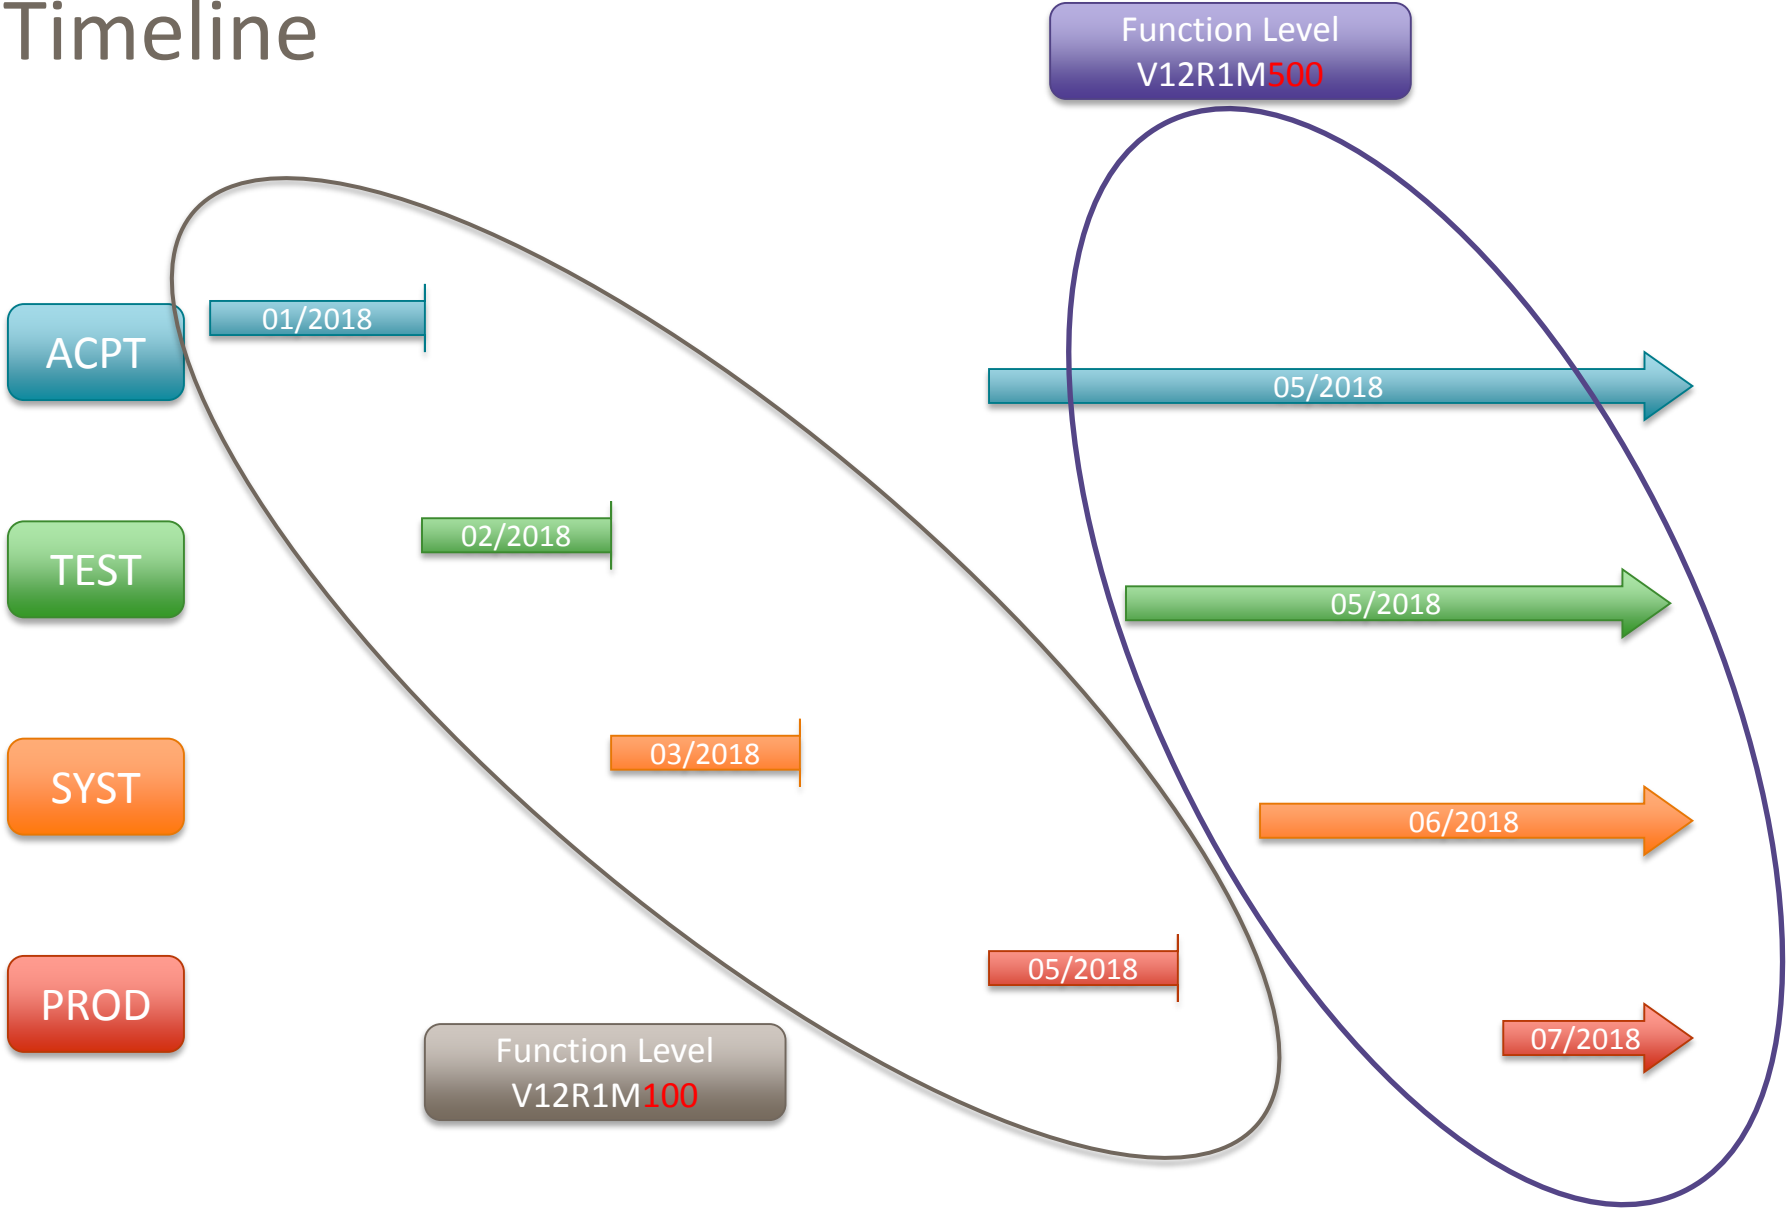 Timeline
Function Level
V12R1M500
ACPT
01/2018
05/2018
TEST
02/2018
05/2018
SYST
03/2018
06/2018
PROD
05/2018
07/2018
Function Level
V12R1M100